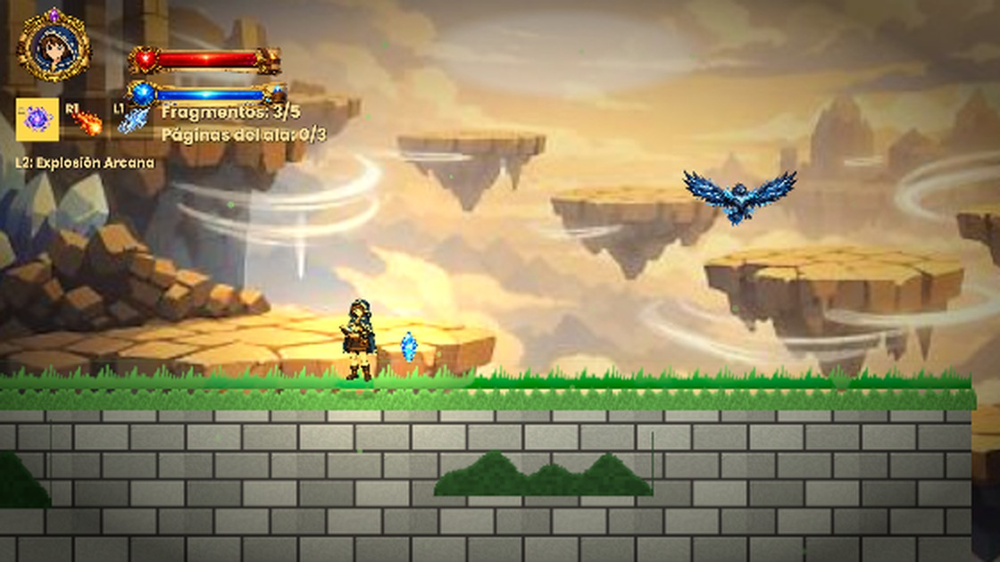 R1
L1
Fragmentos: 3/5
Páginas del ala: 0/3
L2: Explosión Arcana